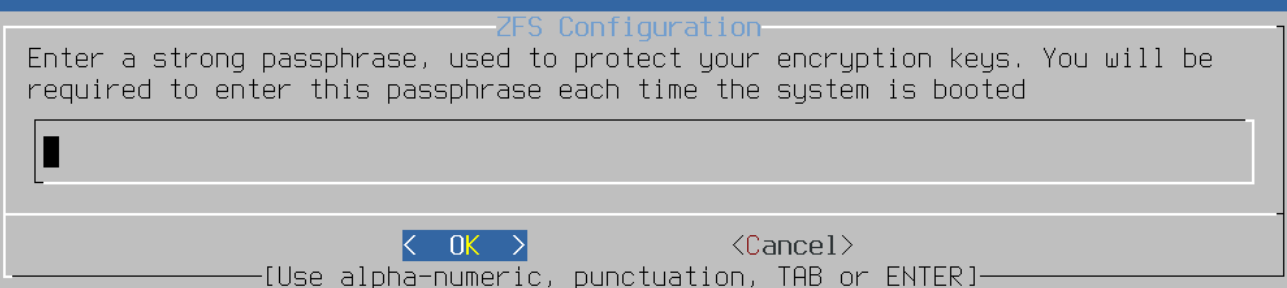 ZFS Configuration
Enter a strong passphrase, used to protect your encryption keys. You will be
required to enter this passphrase each time the system is booted
< OK > <Cancel>
[Use alpha-numeric, punctuation, TAB or ENTER]